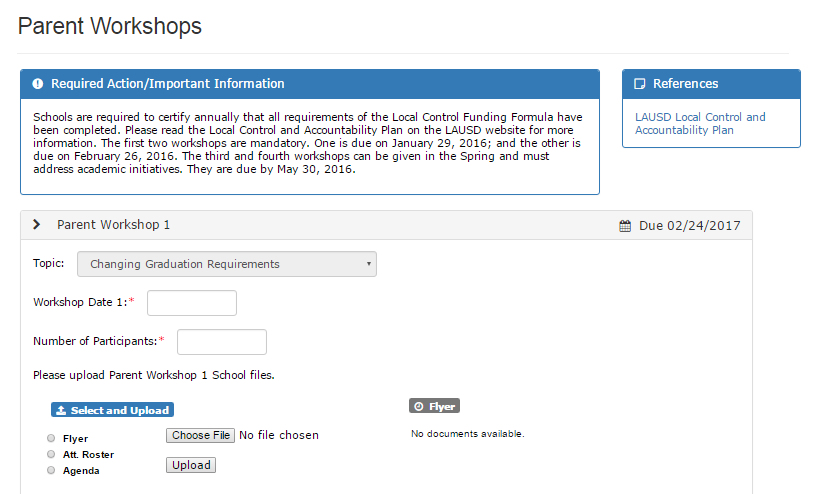 Parent Workshops
Required Action/Important Information
Schools are required to certify annually that all requirements of the Local Control Funding Formula have
been completed. Please read the Local Control and Accountability Plan on the LAUSD website for more
information. The first two workshops are mandatory. One is due on January 29, 2016; and the other is
due on February 26, 2016. The third and fourth workshops can be given in the Spring and must
address academic initiatives. They are due by May 30, 2016.
References
LAUSD Local Control and
Accountability Plan
Parent Workshop 1
Due 02/24/2017
Topic: Changing Graduation Requirements
Workshop Date 1:*
Number of Participants:*
Please upload Parent Workshop 1 School files.
Select and Upload
Flyer
Att. Roster
Agenda
Choose File No file chosen
Upload
Flyer
No documents available.